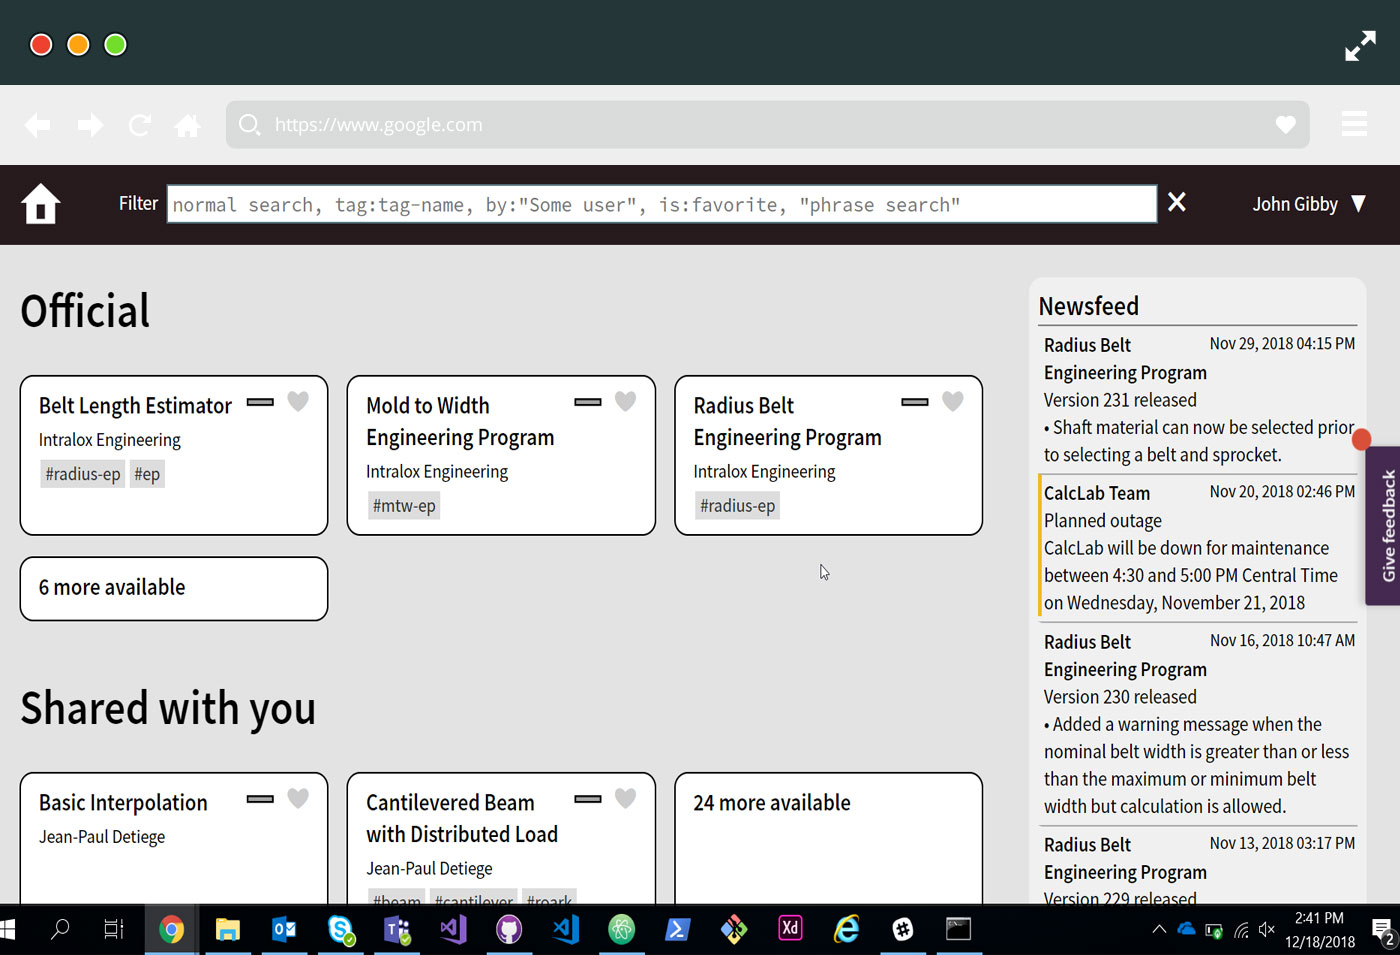 https://www.google.com
Filter
normal search, tag:tag-name, by:"Some user", is:favorite, "phrase search"
John Gibby
Official
Belt Length Estimator
Intralox Engineering
#radius-ep #ep
Mold to Width
Engineering Program
Intralox Engineering
#mtw-ep
Radius Belt
Engineering Program
Intralox Engineering
#radius-ep
6 more available
Shared with you
Basic Interpolation
Jean-Paul Detiege
Cantilevered Beam
with Distributed Load
Jean-Paul Detiege
#beam #cantilever #roark
24 more available
Newsfeed
Radius Belt Nov 29, 2018 04:15 PM
Engineering Program
Version 231 released
• Shaft material can now be selected prior
to selecting a belt and sprocket.
CalcLab Team Nov 20, 2018 02:46 PM
Planned outage
CalcLab will be down for maintenance
between 4:30 and 5:00 PM Central Time
on Wednesday, November 21, 2018
Radius Belt Nov 16, 2018 10:47 AM
Engineering Program
Version 230 released
• Added a warning message when the
nominal belt width is greater than or less
than the maximum or minimum belt
width but calculation is allowed.
Radius Belt Nov 13, 2018 03:17 PM
Engineering Program
Version 229 released
Give feedback
Xd
2:41 PM
12/18/2018
2